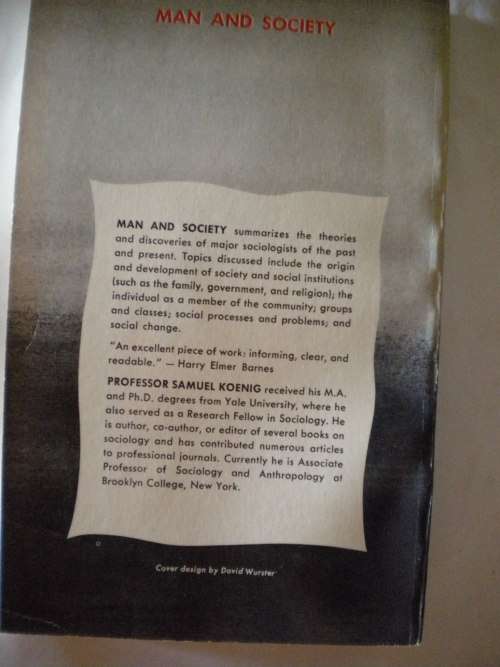 MAN AND SOCIETY
MAN AND SOCIETY summarizes the theories
and discoveries of major sociologists of the past
and present. Topics discussed include the origin
and development of society and social institutions
(such as the family, government, and religion); the
individual as a member of the community; groups
and classes; social processes and problems; and
social change.
"An excellent piece of work: informing, clear, and
readable." — Harry Elmer Barnes
PROFESSOR SAMUEL KOENIG received his M.A.
and Ph.D. degrees from Yale University, where he
also served as a Research Fellow in Sociology. He
is author, co-author, or editor of several books on
sociology and has contributed numerous articles
to professional journals. Currently he is Associate
Professor of Sociology and Anthropology at
Brooklyn College, New York.
Cover design by David Wurster